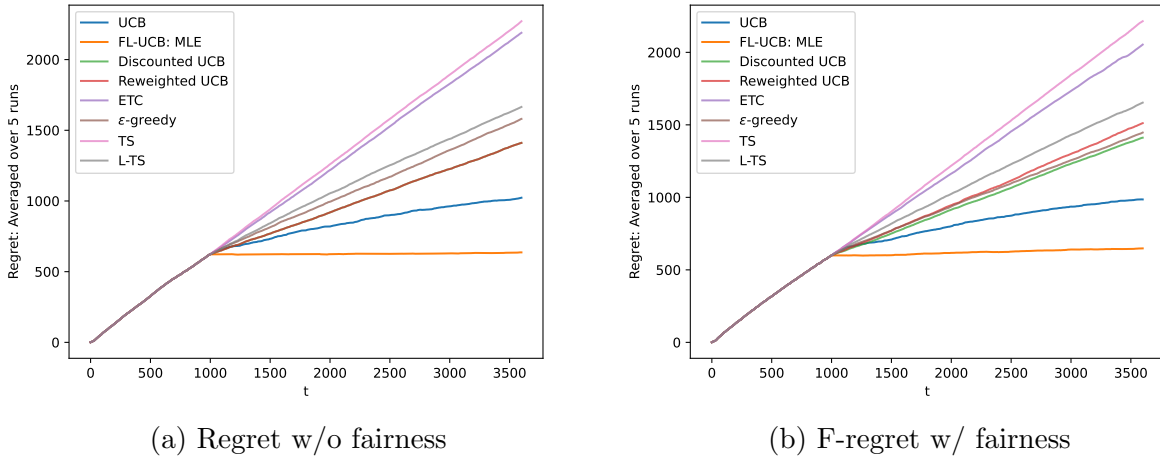 UCB
FL-UCB: MLE
Discounted UCB
Reweighted UCB
ETC
ε-greedy
TS
L-TS
Regret: Averaged over 5 runs
2000
1500
1000
500
0
0 500 1000 1500 2000 2500 3000 3500
t
(a) Regret w/o fairness
UCB
FL-UCB: MLE
Discounted UCB
Reweighted UCB
ETC
ε-greedy
TS
L-TS
Regret: Averaged over 5 runs
2000
1500
1000
500
0
0 500 1000 1500 2000 2500 3000 3500
t
(b) F-regret w/ fairness